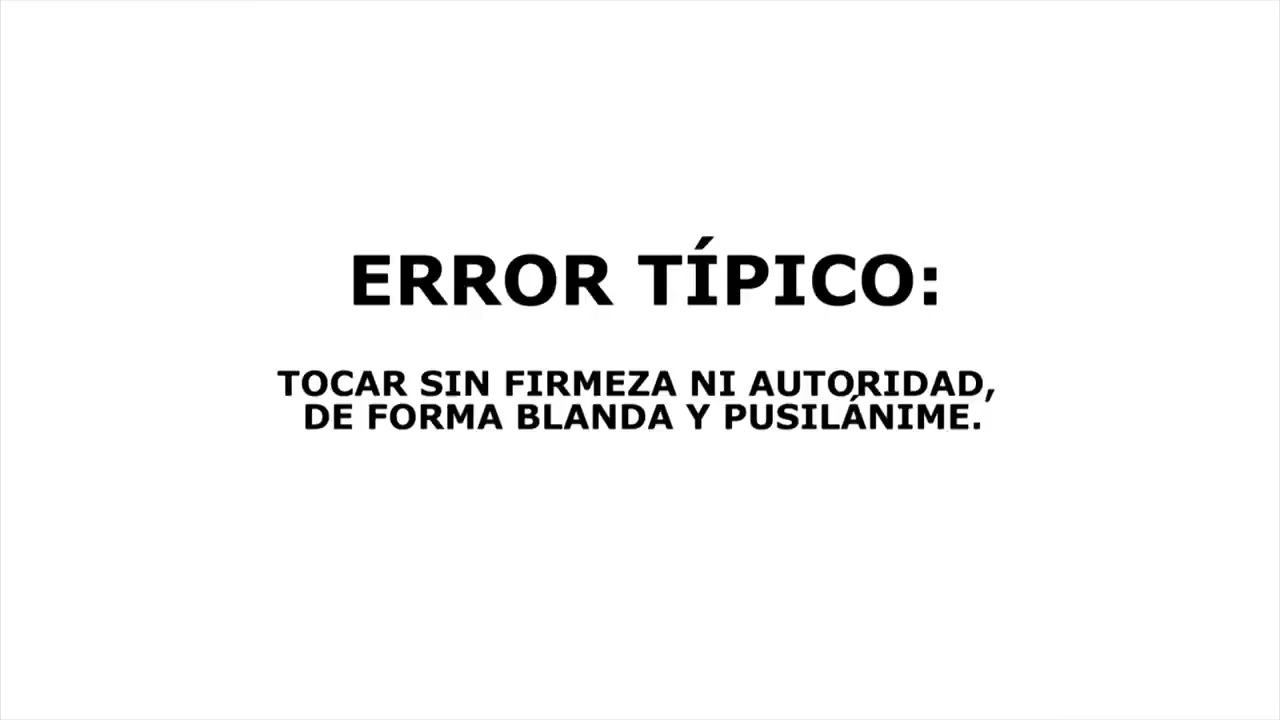 ERROR TÍPICO:
TOCAR SIN FIRMEZA NI AUTORIDAD,
DE FORMA BLANDA Y PUSILÁNIME.